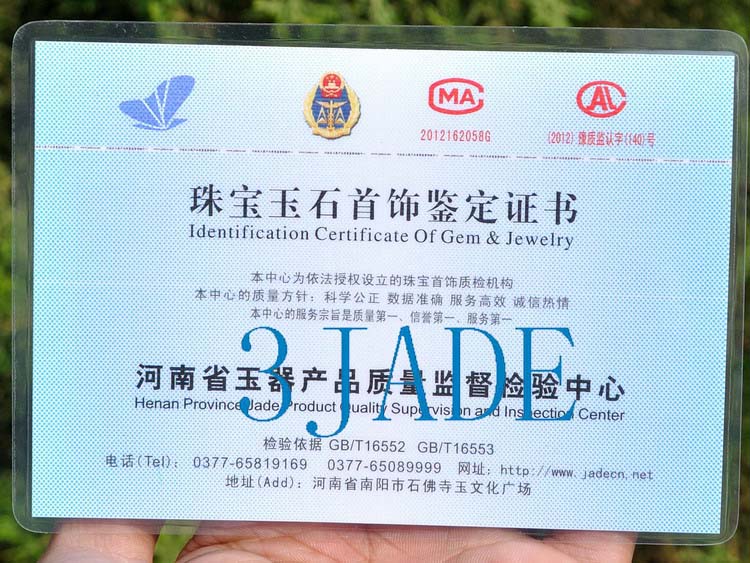 MA
2012162058G
CAL
(2012) 豫质监认字(140)号
珠宝玉石首饰鉴定证书
Identification Certificate Of Gem & Jewelry
本中心为依法授权设立的珠宝首饰质检机构
本中心的质量方针：科学公正 数据准确 服务高效 诚信热情
本中心的服务宗旨是质量第一、信誉第一、服务第一
3 JADE
河南省玉器产品质量监督检验中心
Henan Province Jade Product Quality Supervision and Inspection Center
检验依据 GB/T16552 GB/T16553
电话(Tel): 0377-65819169 0377-65089999 网址: http://www.jadecn.net
地址(Add): 河南省南阳市石佛寺玉文化广场